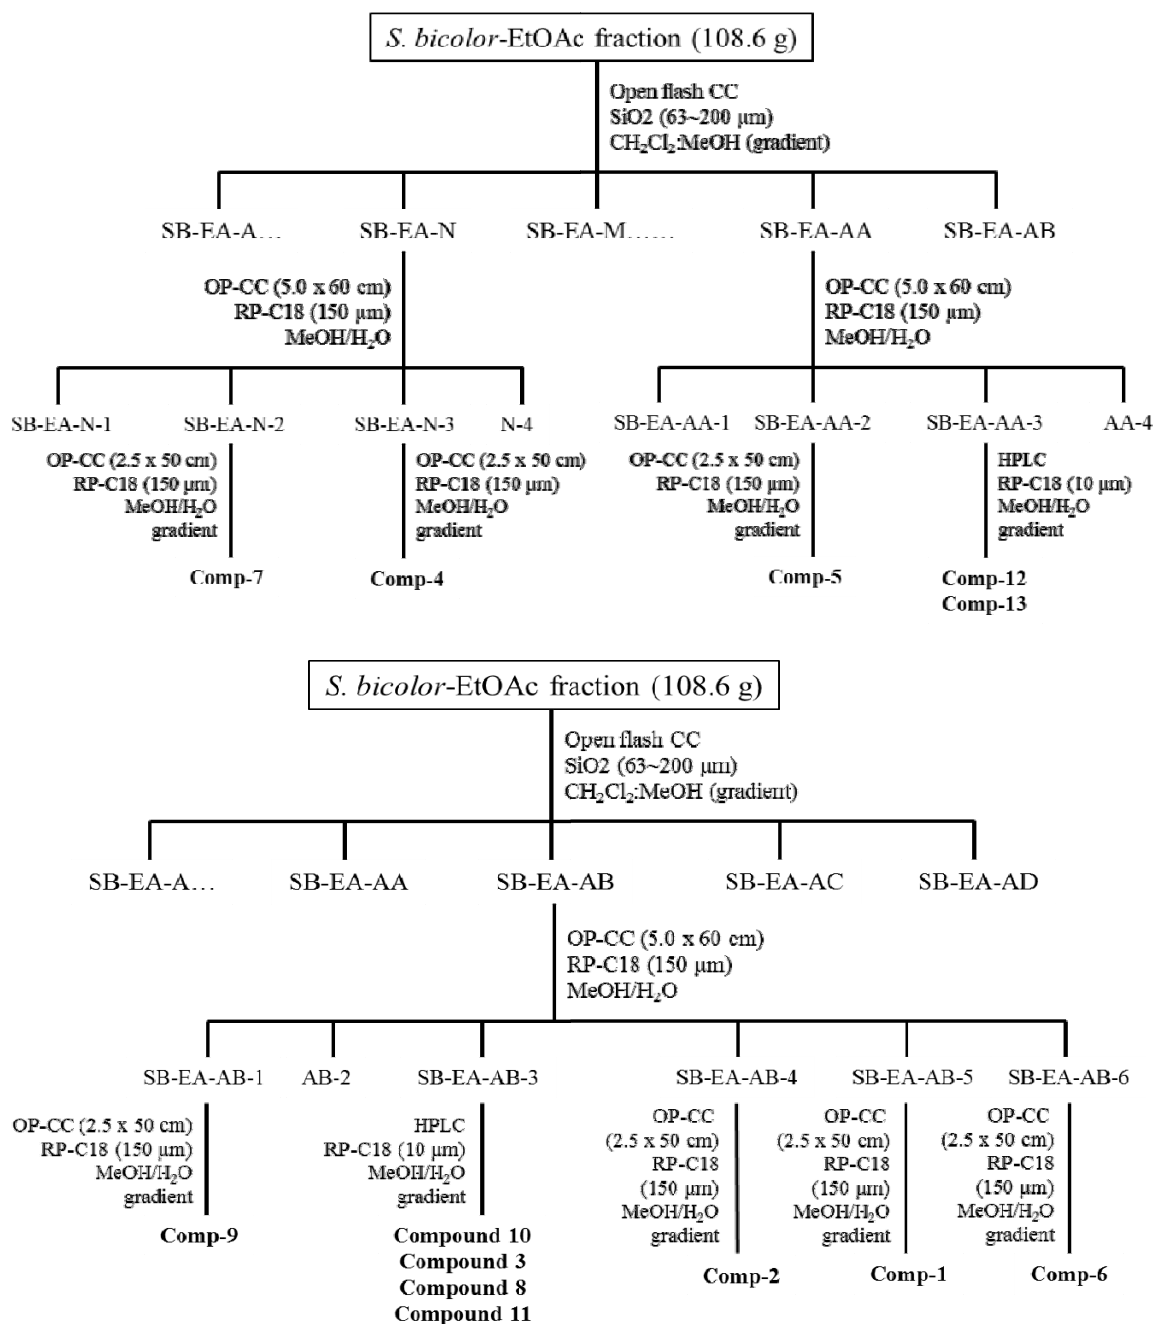 S. bicolor-EtOAc fraction (108.6 g)
Open flash CC
SiO2 (63~200 μm)
CH₂Cl₂:MeOH (gradient)
SB-EA-A… SB-EA-N SB-EA-M…… SB-EA-AA SB-EA-AB
OP-CC (5.0 x 60 cm)
RP-C18 (150 μm)
MeOH/H₂O
OP-CC (5.0 x 60 cm)
RP-C18 (150 μm)
MeOH/H₂O
SB-EA-N-1 SB-EA-N-2 SB-EA-N-3 N-4 SB-EA-AA-1 SB-EA-AA-2 SB-EA-AA-3 AA-4
OP-CC (2.5 x 50 cm)
RP-C18 (150 μm)
MeOH/H₂O
gradient
Comp-7
OP-CC (2.5 x 50 cm)
RP-C18 (150 μm)
MeOH/H₂O
gradient
Comp-4
OP-CC (2.5 x 50 cm)
RP-C18 (150 μm)
MeOH/H₂O
gradient
Comp-5
HPLC
RP-C18 (10 μm)
MeOH/H₂O
gradient
Comp-12
Comp-13
S. bicolor-EtOAc fraction (108.6 g)
Open flash CC
SiO2 (63~200 μm)
CH₂Cl₂:MeOH (gradient)
SB-EA-A… SB-EA-AA SB-EA-AB SB-EA-AC SB-EA-AD
OP-CC (5.0 x 60 cm)
RP-C18 (150 μm)
MeOH/H₂O
SB-EA-AB-1 AB-2 SB-EA-AB-3 SB-EA-AB-4 SB-EA-AB-5 SB-EA-AB-6
OP-CC (2.5 x 50 cm)
RP-C18 (150 μm)
MeOH/H₂O
gradient
Comp-9
HPLC
RP-C18 (10 μm)
MeOH/H₂O
gradient
Compound 10
Compound 3
Compound 8
Compound 11
OP-CC
(2.5 x 50 cm)
RP-C18
(150 μm)
MeOH/H₂O
gradient
Comp-2
OP-CC
(2.5 x 50 cm)
RP-C18
(150 μm)
MeOH/H₂O
gradient
Comp-1
OP-CC
(2.5 x 50 cm)
RP-C18
(150 μm)
MeOH/H₂O
gradient
Comp-6